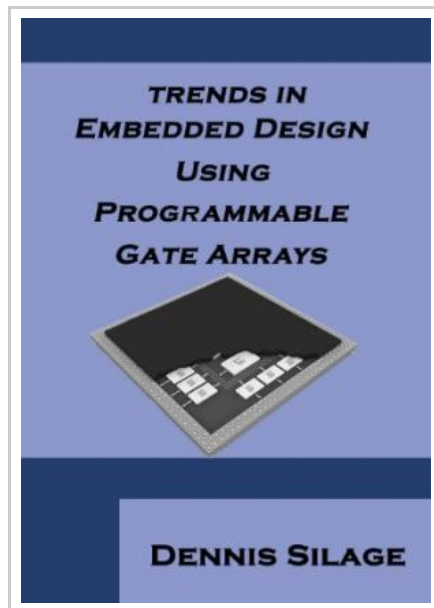 TRENDS IN
EMBEDDED DESIGN
USING
PROGRAMMABLE
GATE ARRAYS
DENNIS SILAGE